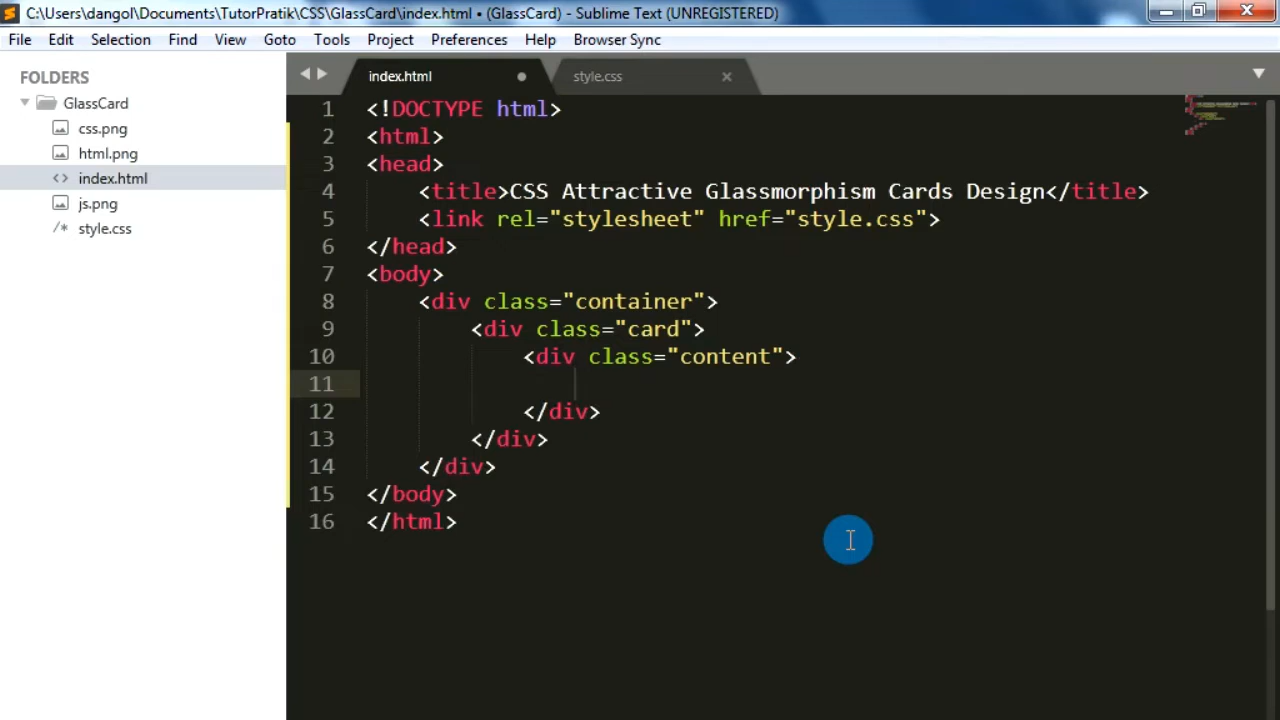 C:\Users\dangol\Documents\TutorPratik\CSS\GlassCard\index.html • (GlassCard) - Sublime Text (UNREGISTERED)
File Edit Selection Find View Goto Tools Project Preferences Help Browser Sync
FOLDERS
GlassCard
css.png
html.png
<> index.html
js.png
/* style.css
index.html style.css
1 <!DOCTYPE html>
2 <html>
3 <head>
4 <title>CSS Attractive Glassmorphism Cards Design</title>
5 <link rel="stylesheet" href="style.css">
6 </head>
7 <body>
8 <div class="container">
9 <div class="card">
10 <div class="content">
11
12 </div>
13 </div>
14 </div>
15 </body>
16 </html>